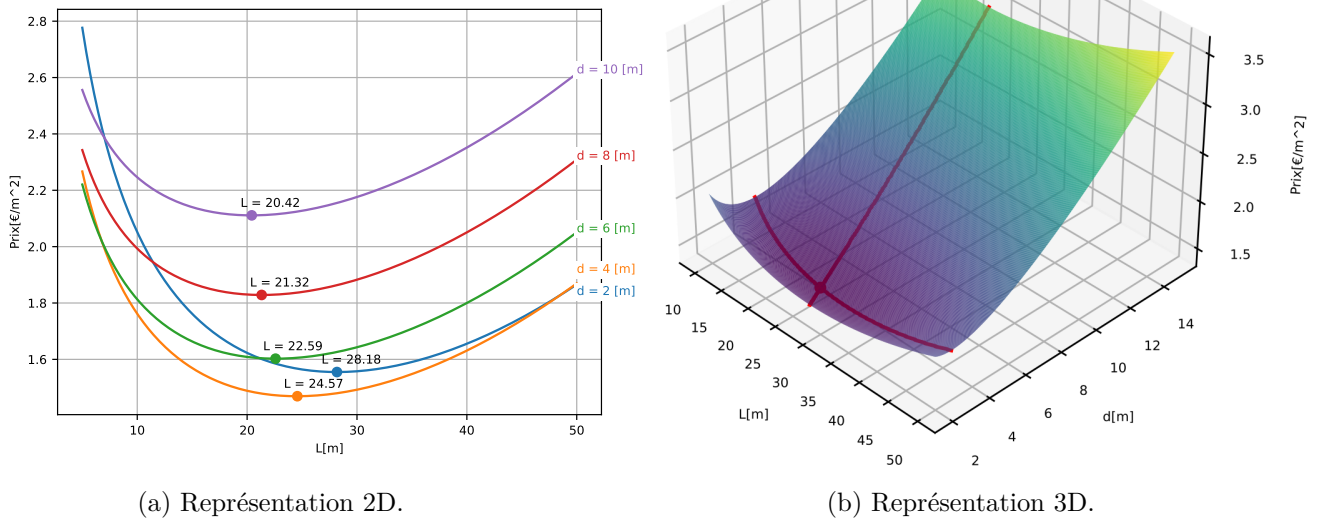 2.8
2.6
2.4
2.2
2.0
1.8
1.6
Prix[€/m^2]
10
20
30
40
50
L[m]
d = 10 [m]
d = 8 [m]
d = 6 [m]
d = 4 [m]
d = 2 [m]
L = 20.42
L = 21.32
L = 22.59
L = 28.18
L = 24.57
(a) Représentation 2D.
3.5
3.0
2.5
2.0
1.5
Prix[€/m^2]
10
15
20
25
30
35
40
45
50
L[m]
2
4
6
8
10
12
14
d[m]
(b) Représentation 3D.